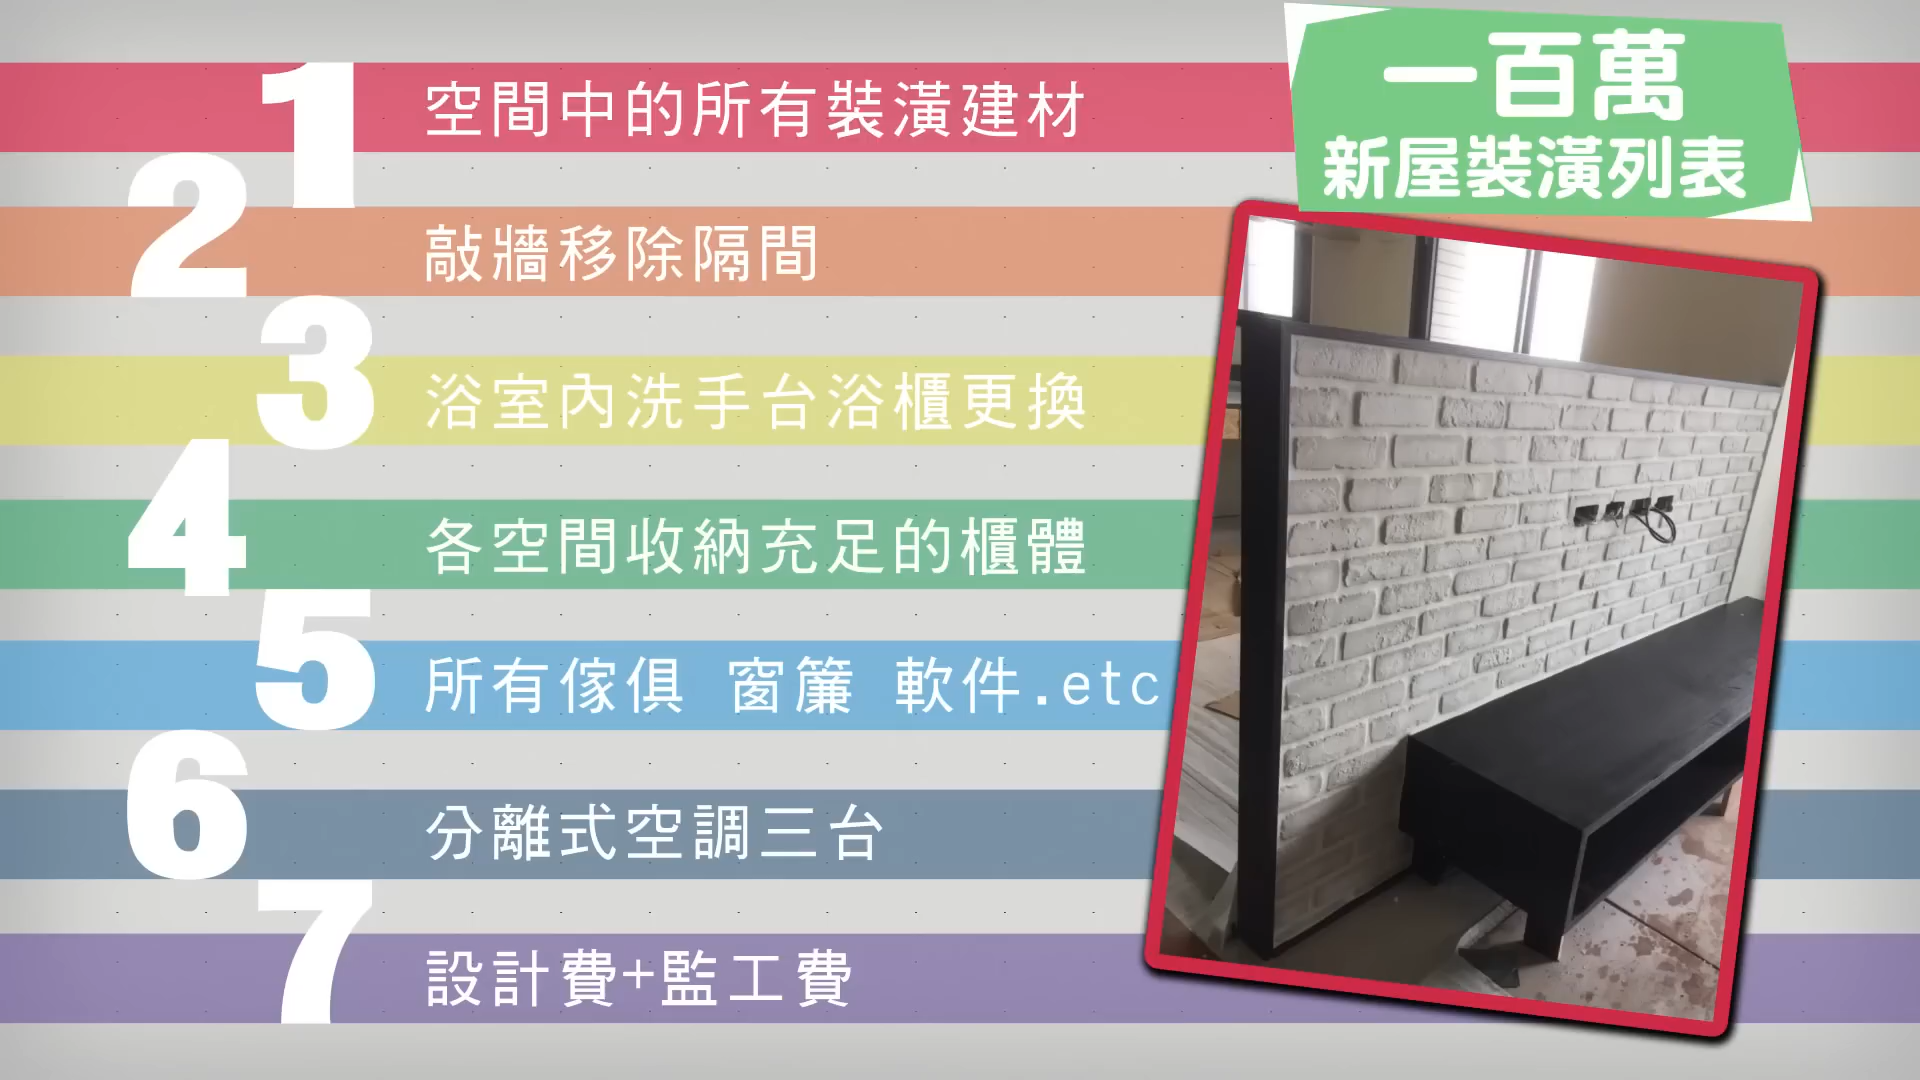 一百萬
新屋裝潢列表
1 空間中的所有裝潢建材
2 敲牆移除隔間
3 浴室內洗手台浴櫃更換
4 各空間收納充足的櫃體
5 所有傢俱 窗簾 軟件.etc
6 分離式空調三台
7 設計費+監工費